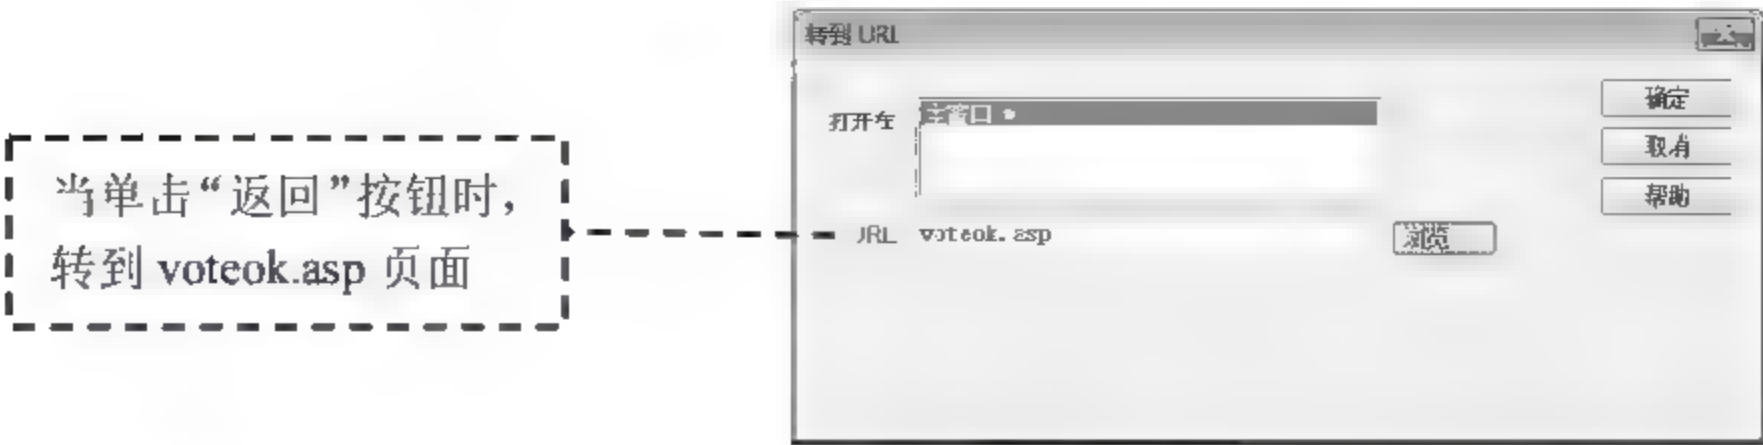 当单击“返回”按钮时，
转到 voteok.asp 页面
转到 URL
打开在
主窗口 *
确定
取消
帮助
URL voteok.asp
浏览